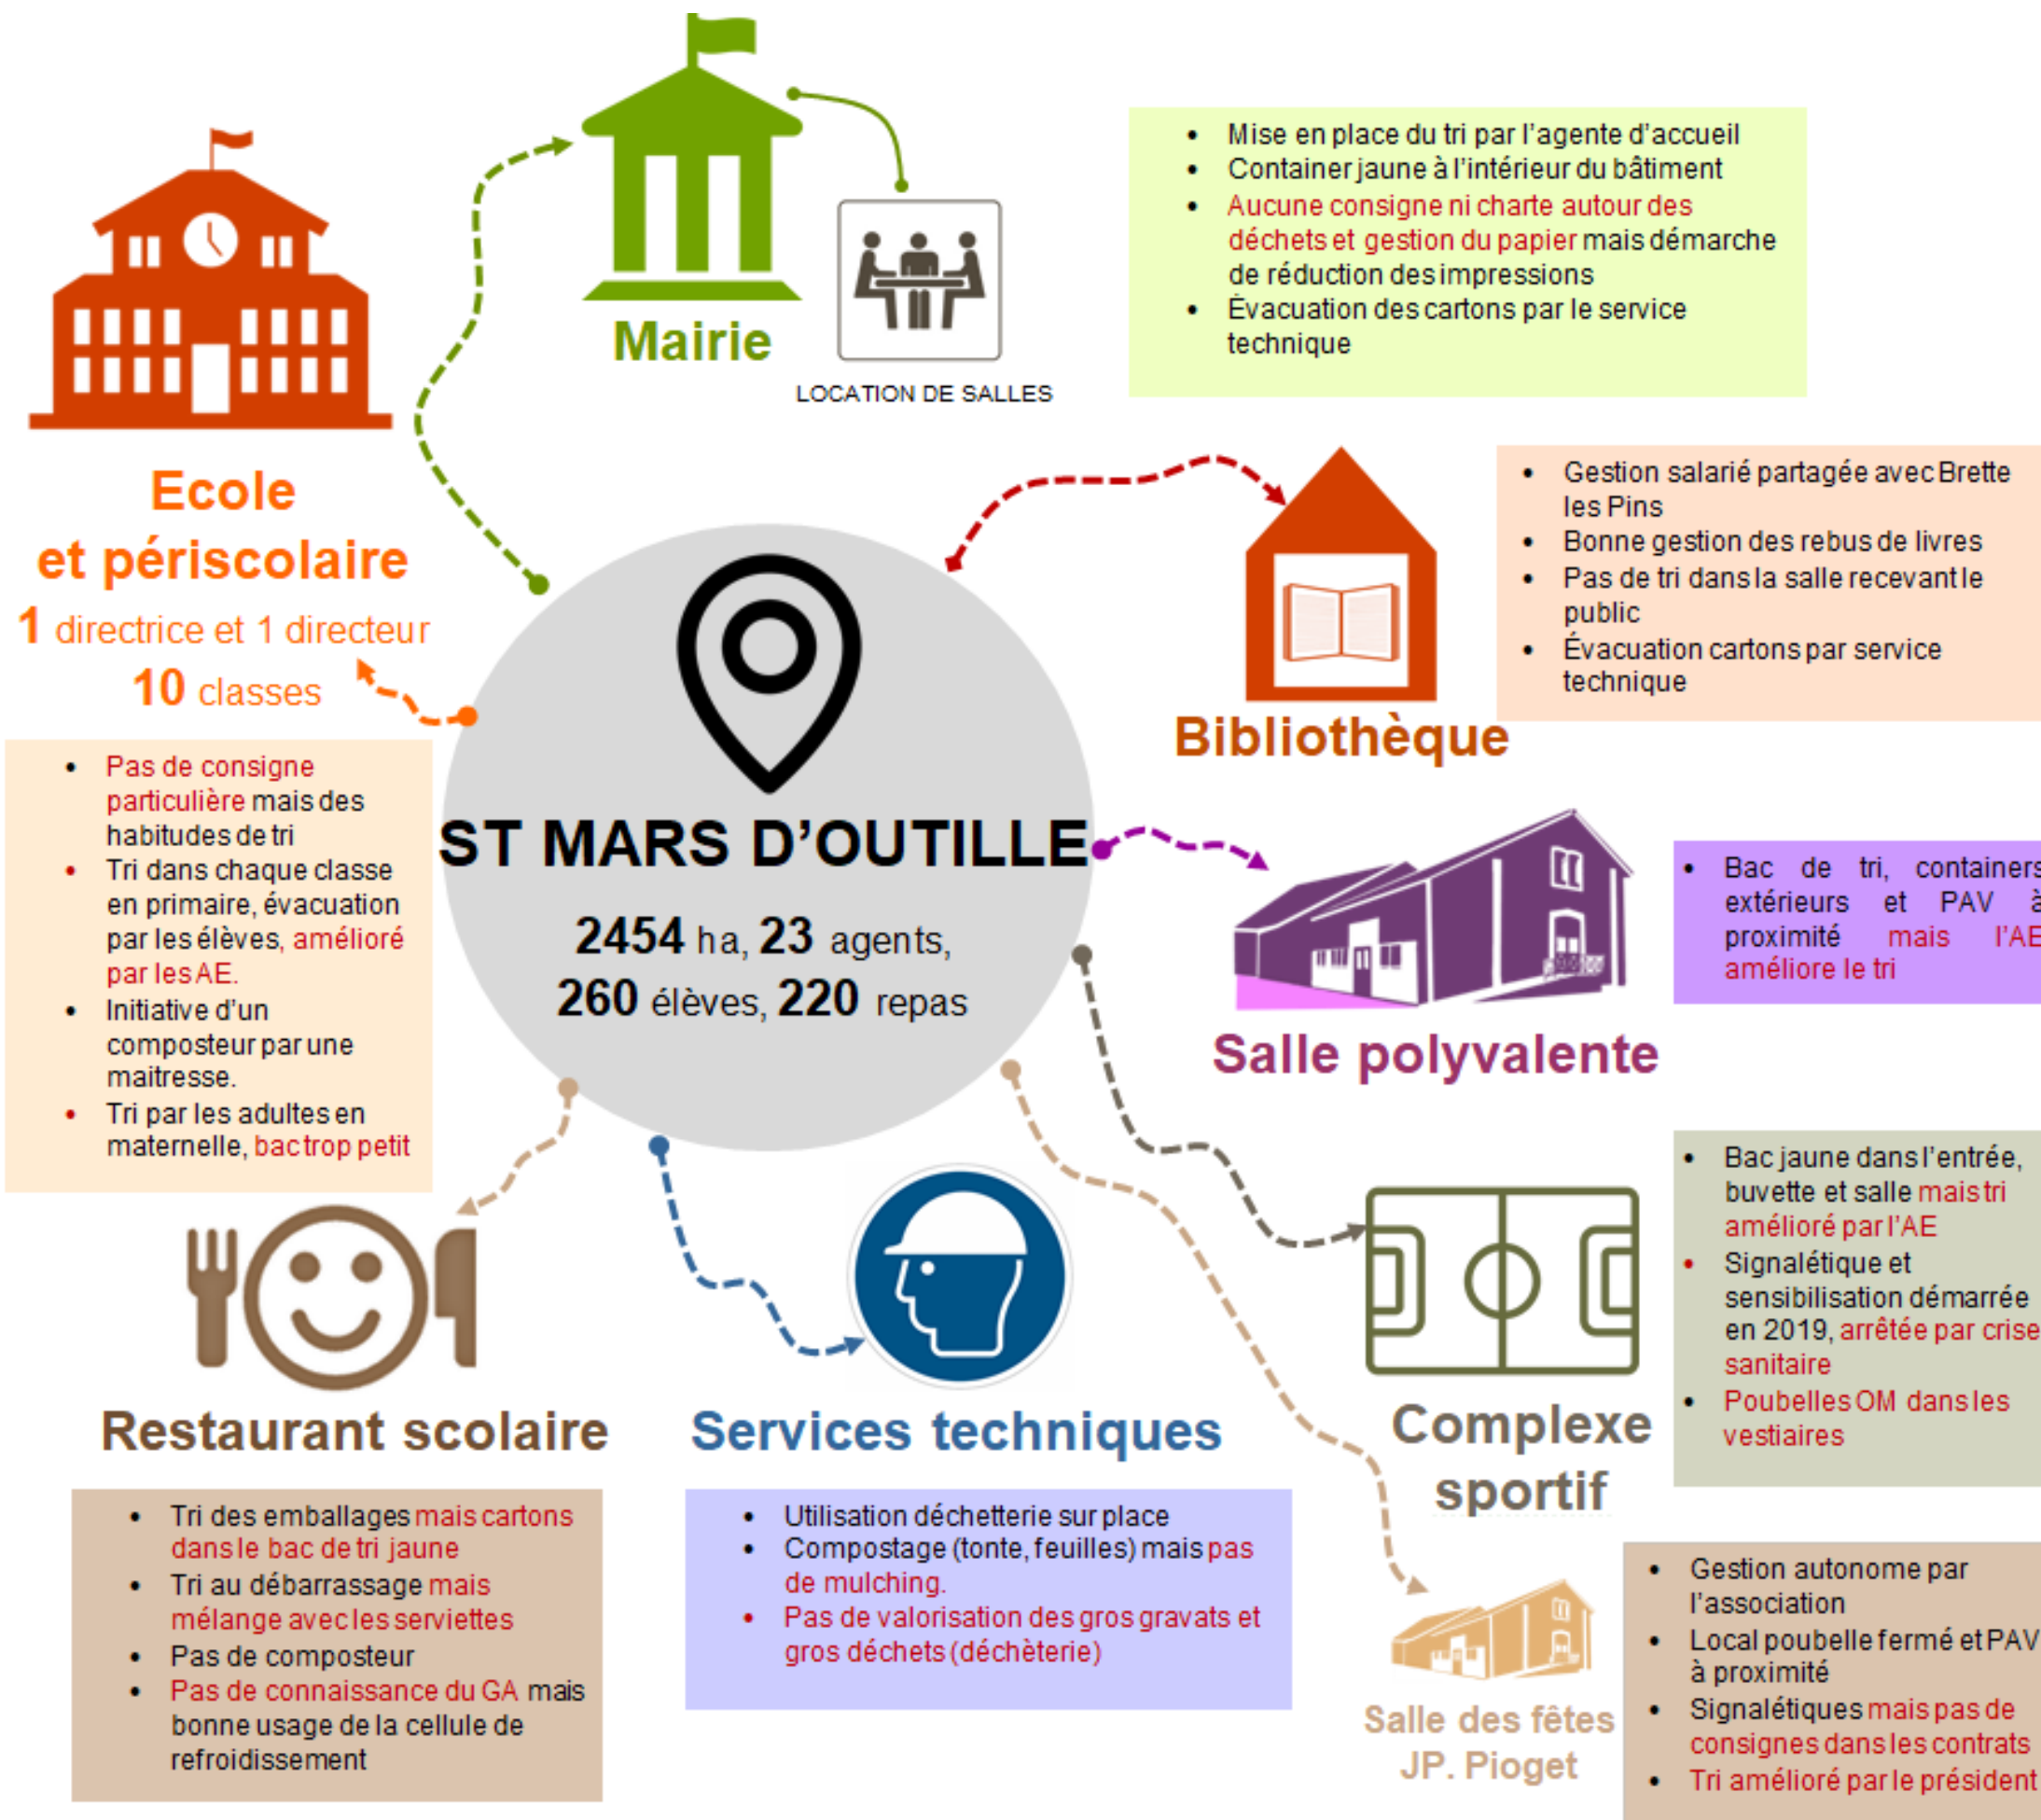 Mairie
LOCATION DE SALLES
• Mise en place du tri par l'agente d'accueil
• Container jaune à l'intérieur du bâtiment
• Aucune consigne ni charte autour des
déchets et gestion du papier mais démarche
de réduction des impressions
• Évacuation des cartons par le service
technique
Ecole
et périscolaire
1 directrice et 1 directeur
10 classes
• Pas de consigne
particulière mais des
habitudes de tri
• Tri dans chaque classe
en primaire, évacuation
par les élèves, amélioré
par les AE.
• Initiative d'un
composteur par une
maitresse.
• Tri par les adultes en
maternelle, bac trop petit
ST MARS D'OUTILLE
2454 ha, 23 agents,
260 élèves, 220 repas
Bibliothèque
• Gestion salarié partagée avec Brette
les Pins
• Bonne gestion des rebus de livres
• Pas de tri dans la salle recevant le
public
• Évacuation cartons par service
technique
Salle polyvalente
• Bac de tri, containers
extérieurs et PAV à
proximité mais l'AE
améliore le tri
Complexe
sportif
• Bac jaune dans l'entrée,
buvette et salle mais tri
amélioré par l'AE
• Signalétique et
sensibilisation démarrée
en 2019, arrêtée par crise
sanitaire
• Poubelles OM dans les
vestiaires
Restaurant scolaire
• Tri des emballages mais cartons
dans le bac de tri jaune
• Tri au débarrassage mais
mélange avec les serviettes
• Pas de composteur
• Pas de connaissance du GA mais
bonne usage de la cellule de
refroidissement
Services techniques
• Utilisation déchetterie sur place
• Compostage (tonte, feuilles) mais pas
de mulching.
• Pas de valorisation des gros gravats et
gros déchets (déchèterie)
Salle des fêtes
JP. Pioget
• Gestion autonome par
l'association
• Local poubelle fermé et PAV
à proximité
• Signalétiques mais pas de
consignes dans les contrats
• Tri amélioré par le président